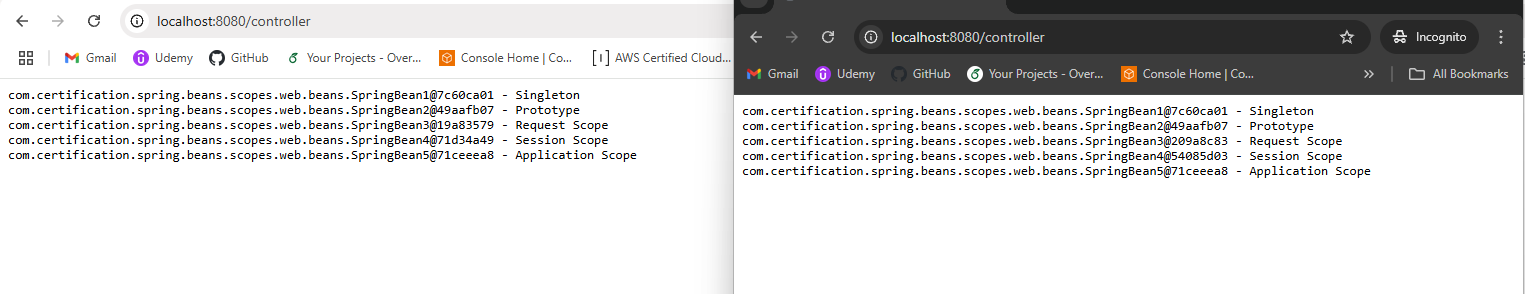 localhost:8080/controller
Gmail Udemy GitHub Your Projects - Over... Console Home | Co... AWS Certified Cloud...
com.certification.spring.beans.scopes.web.beans.SpringBean1@7c60ca01 - Singleton
com.certification.spring.beans.scopes.web.beans.SpringBean2@49aafb07 - Prototype
com.certification.spring.beans.scopes.web.beans.SpringBean3@19a83579 - Request Scope
com.certification.spring.beans.scopes.web.beans.SpringBean4@71d34a49 - Session Scope
com.certification.spring.beans.scopes.web.beans.SpringBean5@71ceeea8 - Application Scope
localhost:8080/controller Incognito
Gmail Udemy GitHub Your Projects - Over... Console Home | Co... » All Bookmarks
com.certification.spring.beans.scopes.web.beans.SpringBean1@7c60ca01 - Singleton
com.certification.spring.beans.scopes.web.beans.SpringBean2@49aafb07 - Prototype
com.certification.spring.beans.scopes.web.beans.SpringBean3@209a8c83 - Request Scope
com.certification.spring.beans.scopes.web.beans.SpringBean4@54085d03 - Session Scope
com.certification.spring.beans.scopes.web.beans.SpringBean5@71ceeea8 - Application Scope